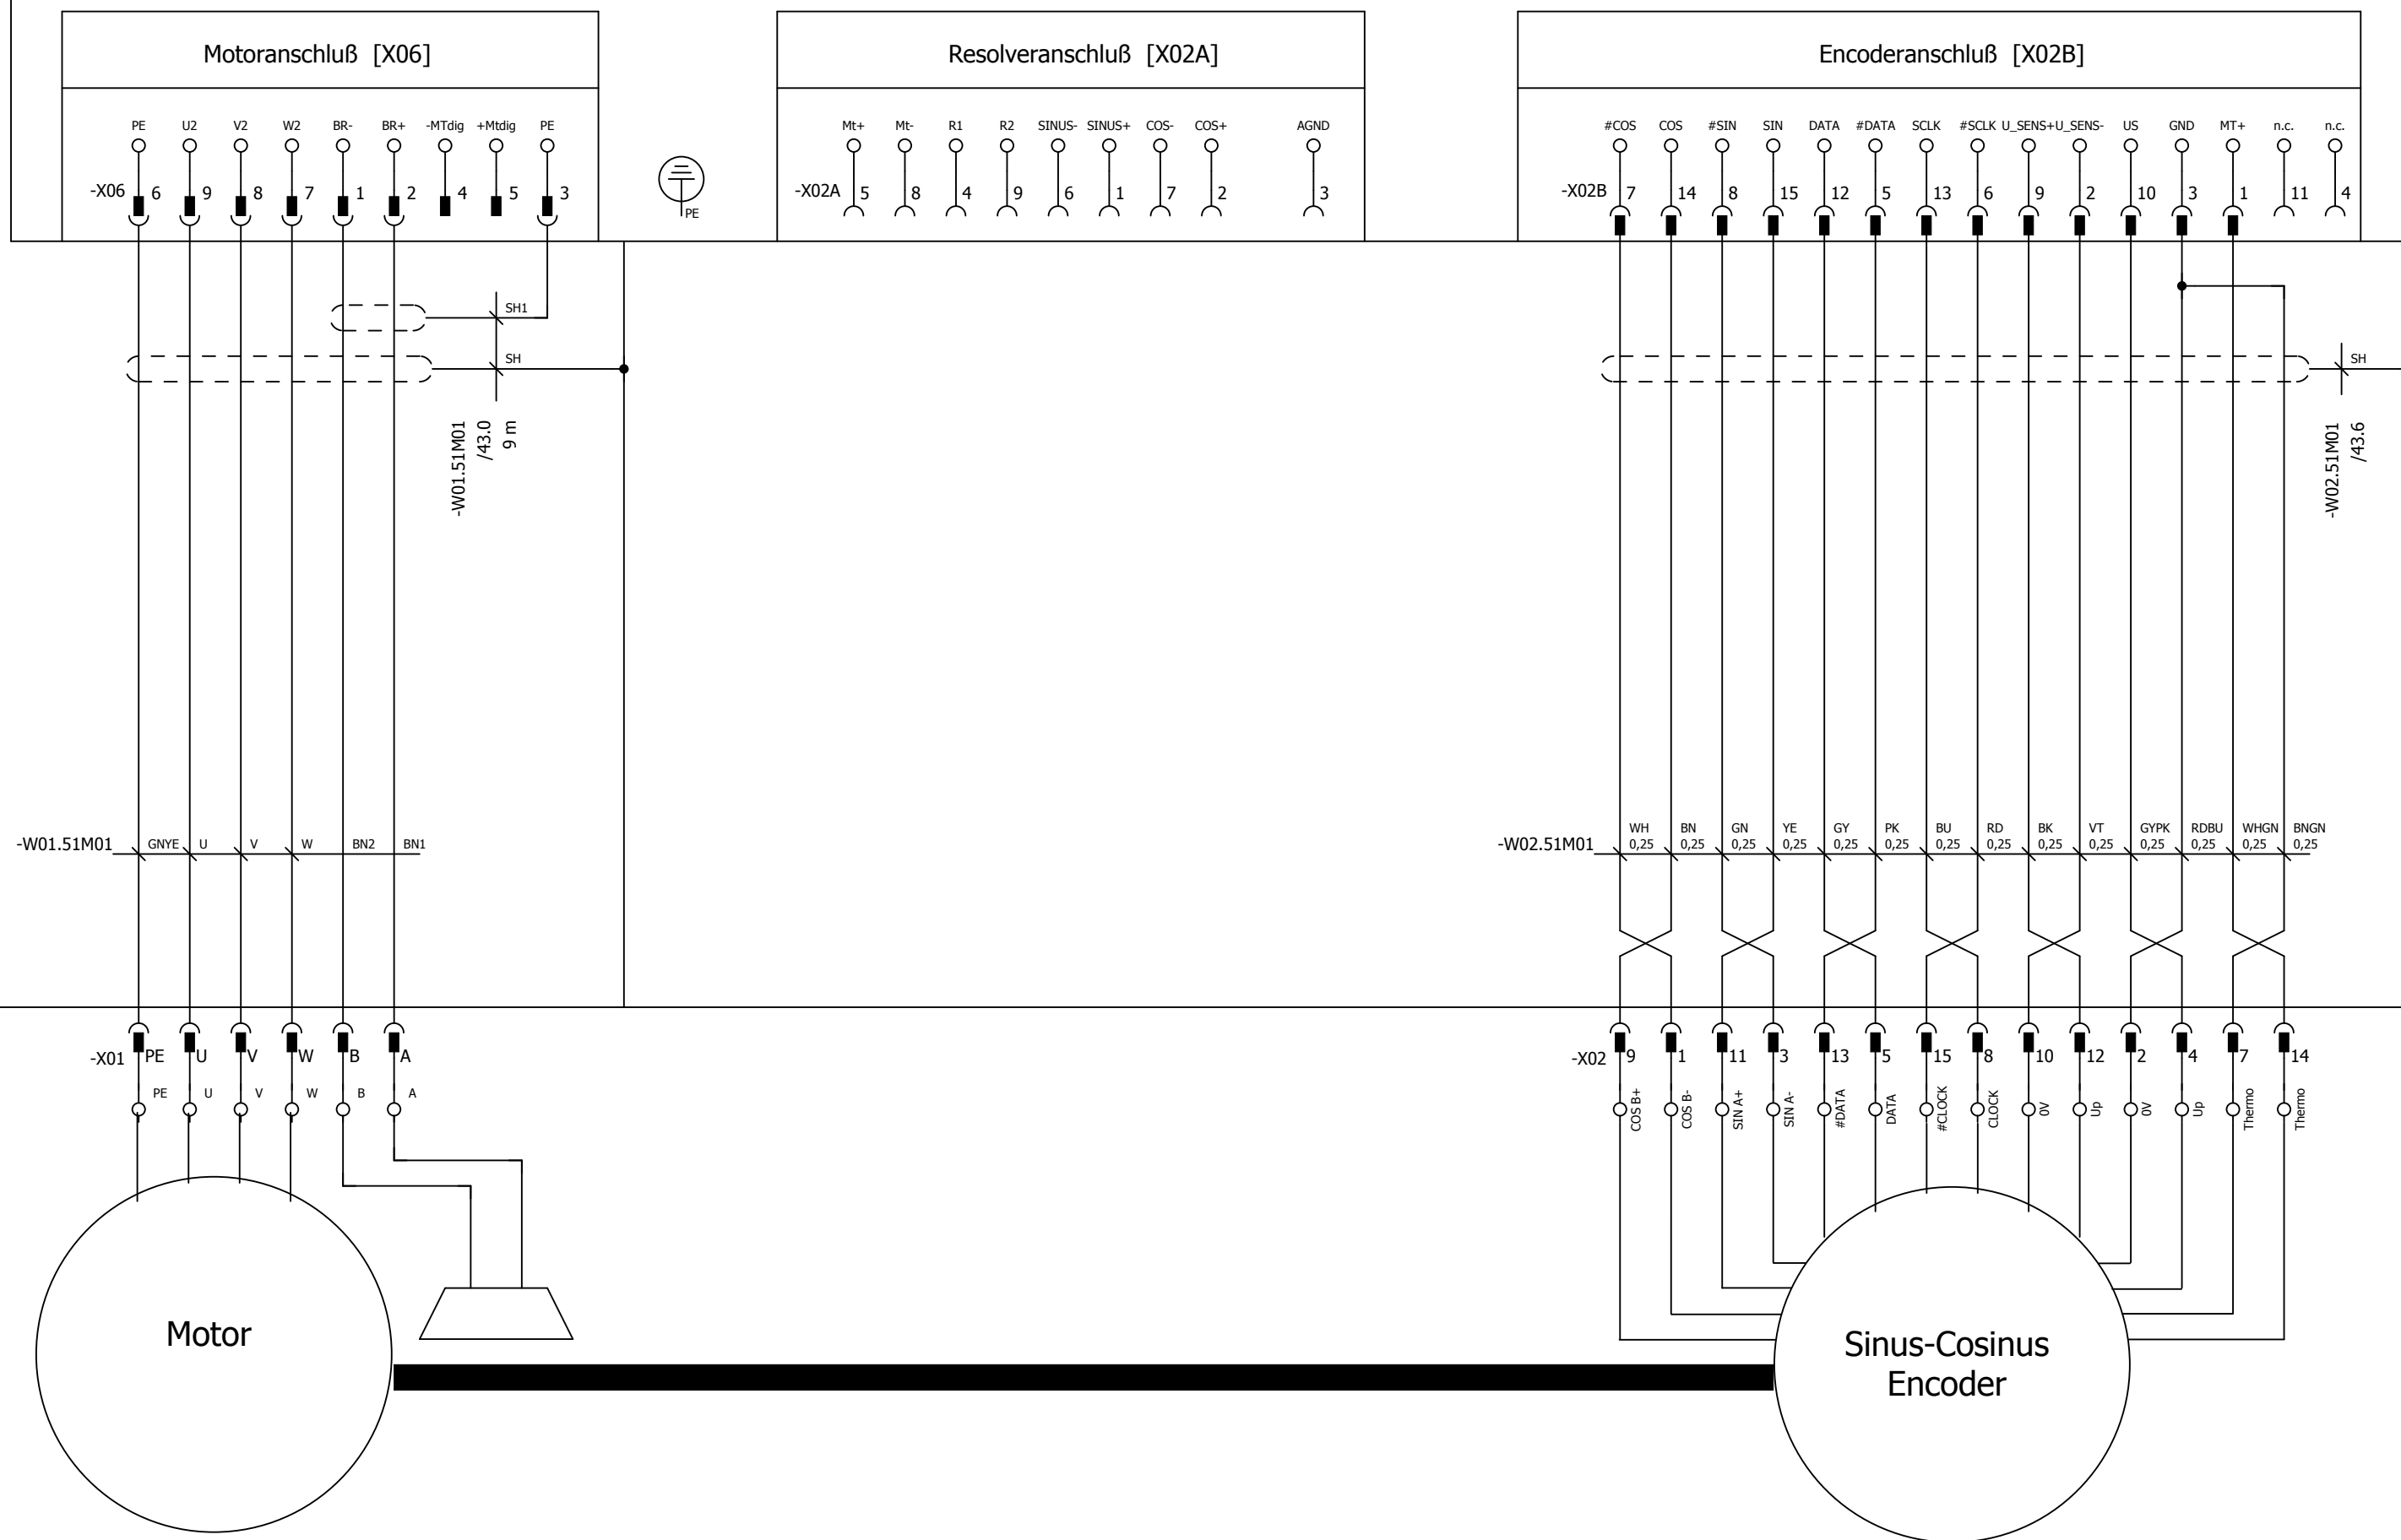 Motoranschluß [X06]
Resolveranschluß [X02A]
Encoderanschluß [X02B]
PE U2 V2 W2 BR- BR+ -MTdig +Mtdig PE
Mt+ Mt- R1 R2 SINUS- SINUS+ COS- COS+ AGND
#COS COS #SIN SIN DATA #DATA SCLK #SCLK U_SENS+ U_SENS- US GND MT+ n.c. n.c.
-X06 6 9 8 7 1 2 4 5 3
PE
-X02A 5 8 4 9 6 1 7 2 3
-X02B 7 14 8 15 12 5 13 6 9 2 10 3 1 11 4
SH1
SH
SH
-W01.51M01
/43.0
9 m
-W02.51M01
/43.6
-W01.51M01 GNYE U V W BN2 BN1
WH BN GN YE GY PK BU RD BK VT GYPK RDBU WHGN BNGN
-W02.51M01 0,25 0,25 0,25 0,25 0,25 0,25 0,25 0,25 0,25 0,25 0,25 0,25 0,25 0,25
-X01 PE U V W B A
PE U V W B A
-X02 9 1 11 3 13 5 15 8 10 12 2 4 7 14
COS B+
COS B-
SIN A+
SIN A-
#DATA
DATA
#CLOCK
CLOCK
0V
Up
0V
Up
Thermo
Thermo
Motor
Sinus-Cosinus
Encoder